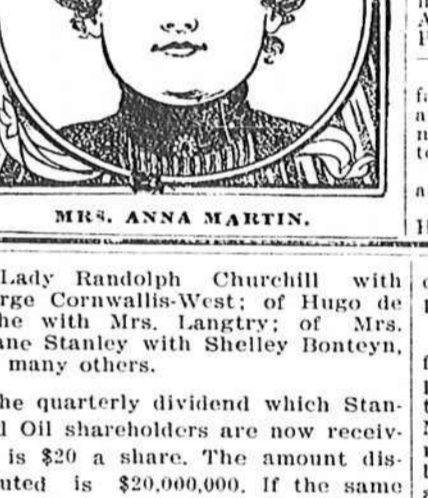 MRS. ANNA MARTIN.
Lady Randolph Churchill with
rge Cornwallis-West; of Hugo de
he with Mrs. Langtry; of Mrs.
ane Stanley with Shelley Bonteyn,
many others.
he quarterly dividend which Stan-
l Oil shareholders are now receiv-
is $20 a share. The amount dis-
uted is $20,000,000. If the same